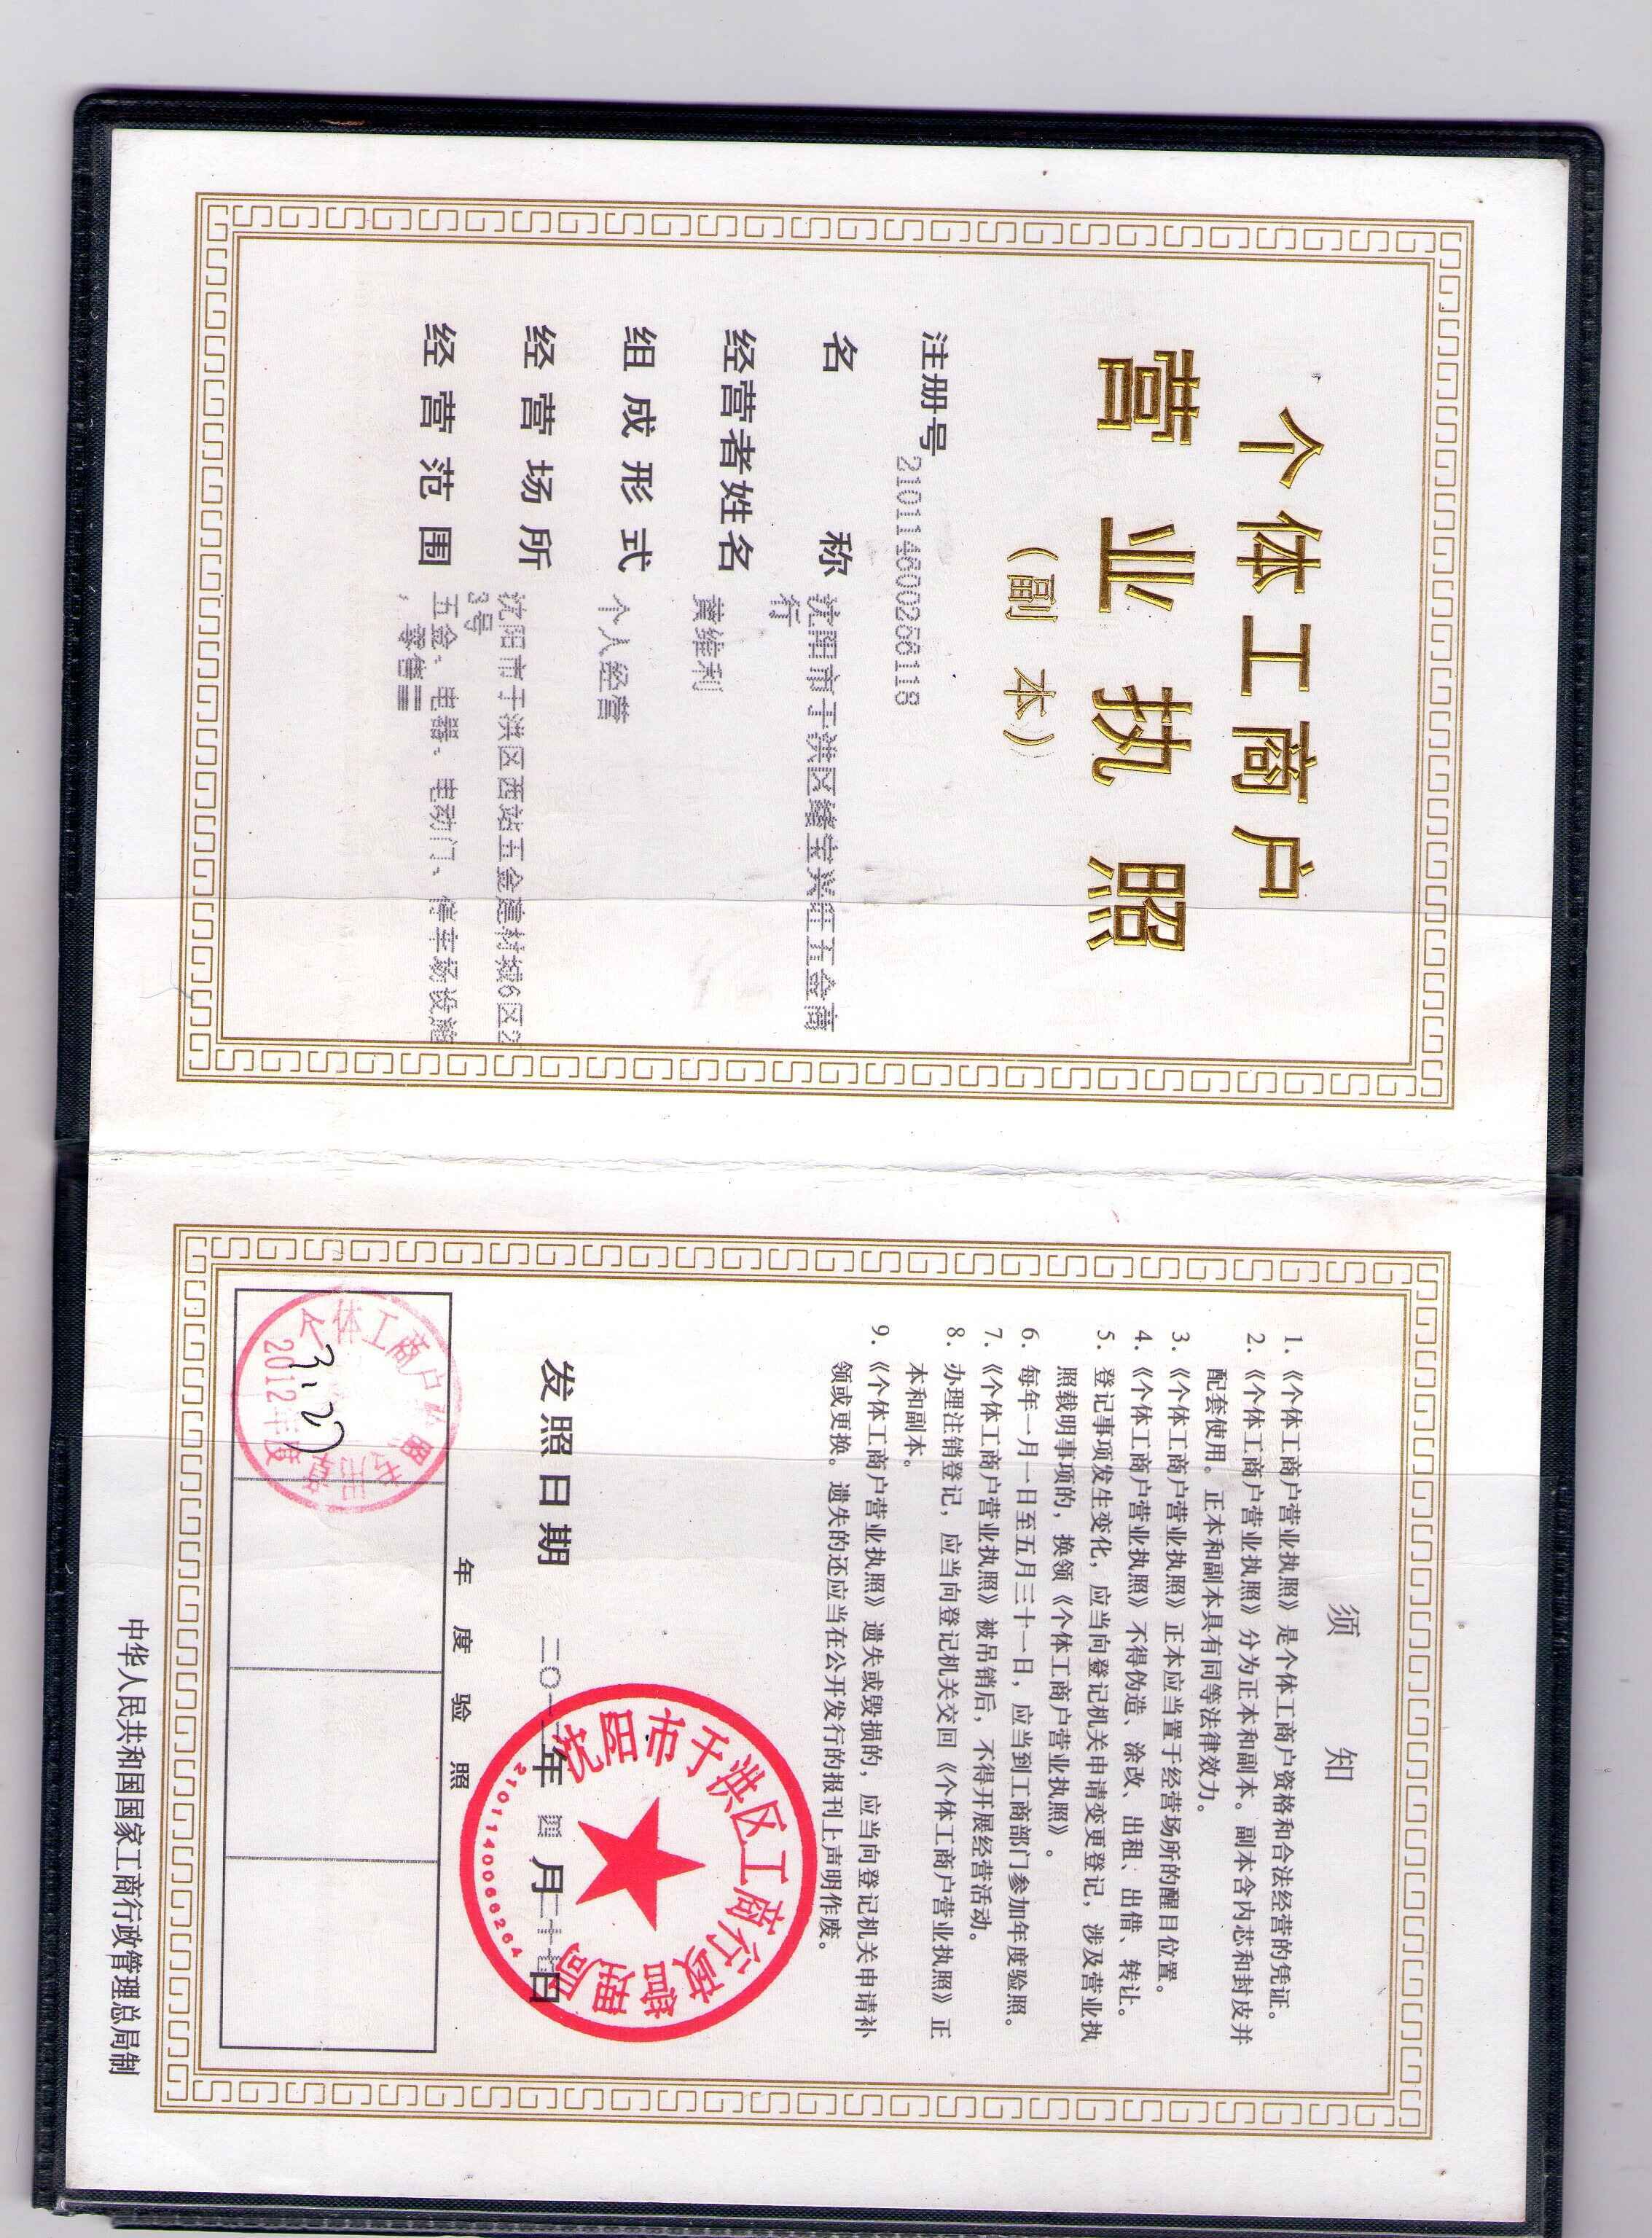 个体工商户
营业执照
（副 本）
注册号 210114600256118
名 称 沈阳市于洪区鑫宝兴旺五金商
行
经营者姓名 黄维利
组 成 形 式 个人经营
经 营 场 所 沈阳市于洪区西站五金建材城6区2
3号
经 营 范 围 五金、电器、电动门、停车场设施
，零售
须 知
1.《个体工商户营业执照》是个体工商户资格和合法经营的凭证。
2.《个体工商户营业执照》分为正本和副本。副本含内芯和封皮并
配套使用。正本和副本具有同等法律效力。
3.《个体工商户营业执照》正本应当置于经营场所的醒目位置。
4.《个体工商户营业执照》不得伪造、涂改、出租、出借、转让。
5. 登记事项发生变化，应当向登记机关申请变更登记，涉及营业执
照载明事项的，换领《个体工商户营业执照》。
6. 每年一月一日至五月三十一日，应当到工商部门参加年度验照。
7.《个体工商户营业执照》被吊销后，不得开展经营活动。
8. 办理注销登记，应当向登记机关交回《个体工商户营业执照》正
本和副本。
9.《个体工商户营业执照》遗失或毁损的，应当向登记机关申请补
领或更换。遗失的还应当在公开发行的报刊上声明作废。
沈阳市于洪区工商行政管理局
2101140066264
发照日期 二〇一 年 四 月二十 日
年 度 验 照
个体工商户验照专用章
2012年度
3.27
中华人民共和国国家工商行政管理总局制